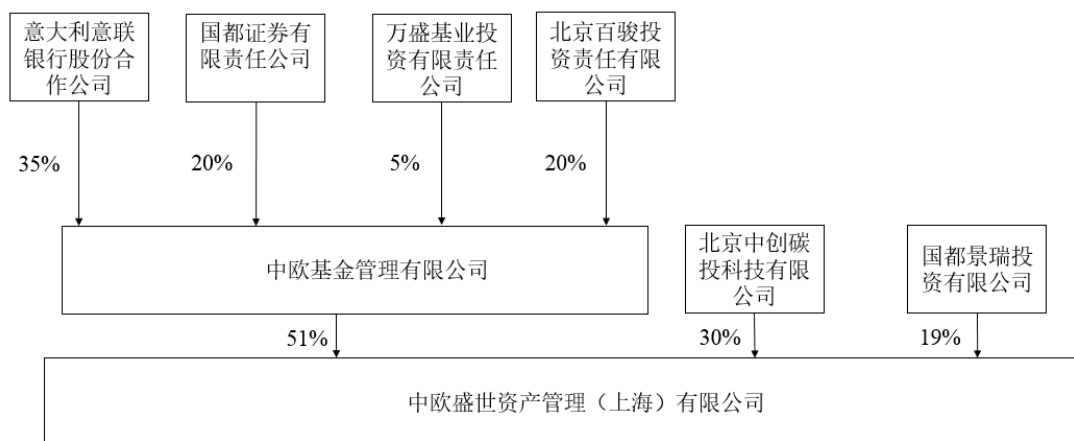 意大利意联
银行股份合
作公司
国都证券有
限责任公司
万盛基业投
资有限责任
公司
北京百骏投
资责任有限
公司
35%
20%
5%
20%
中欧基金管理有限公司
北京中创碳
投科技有限
公司
国都景瑞投
资有限公司
51%
30%
19%
中欧盛世资产管理（上海）有限公司